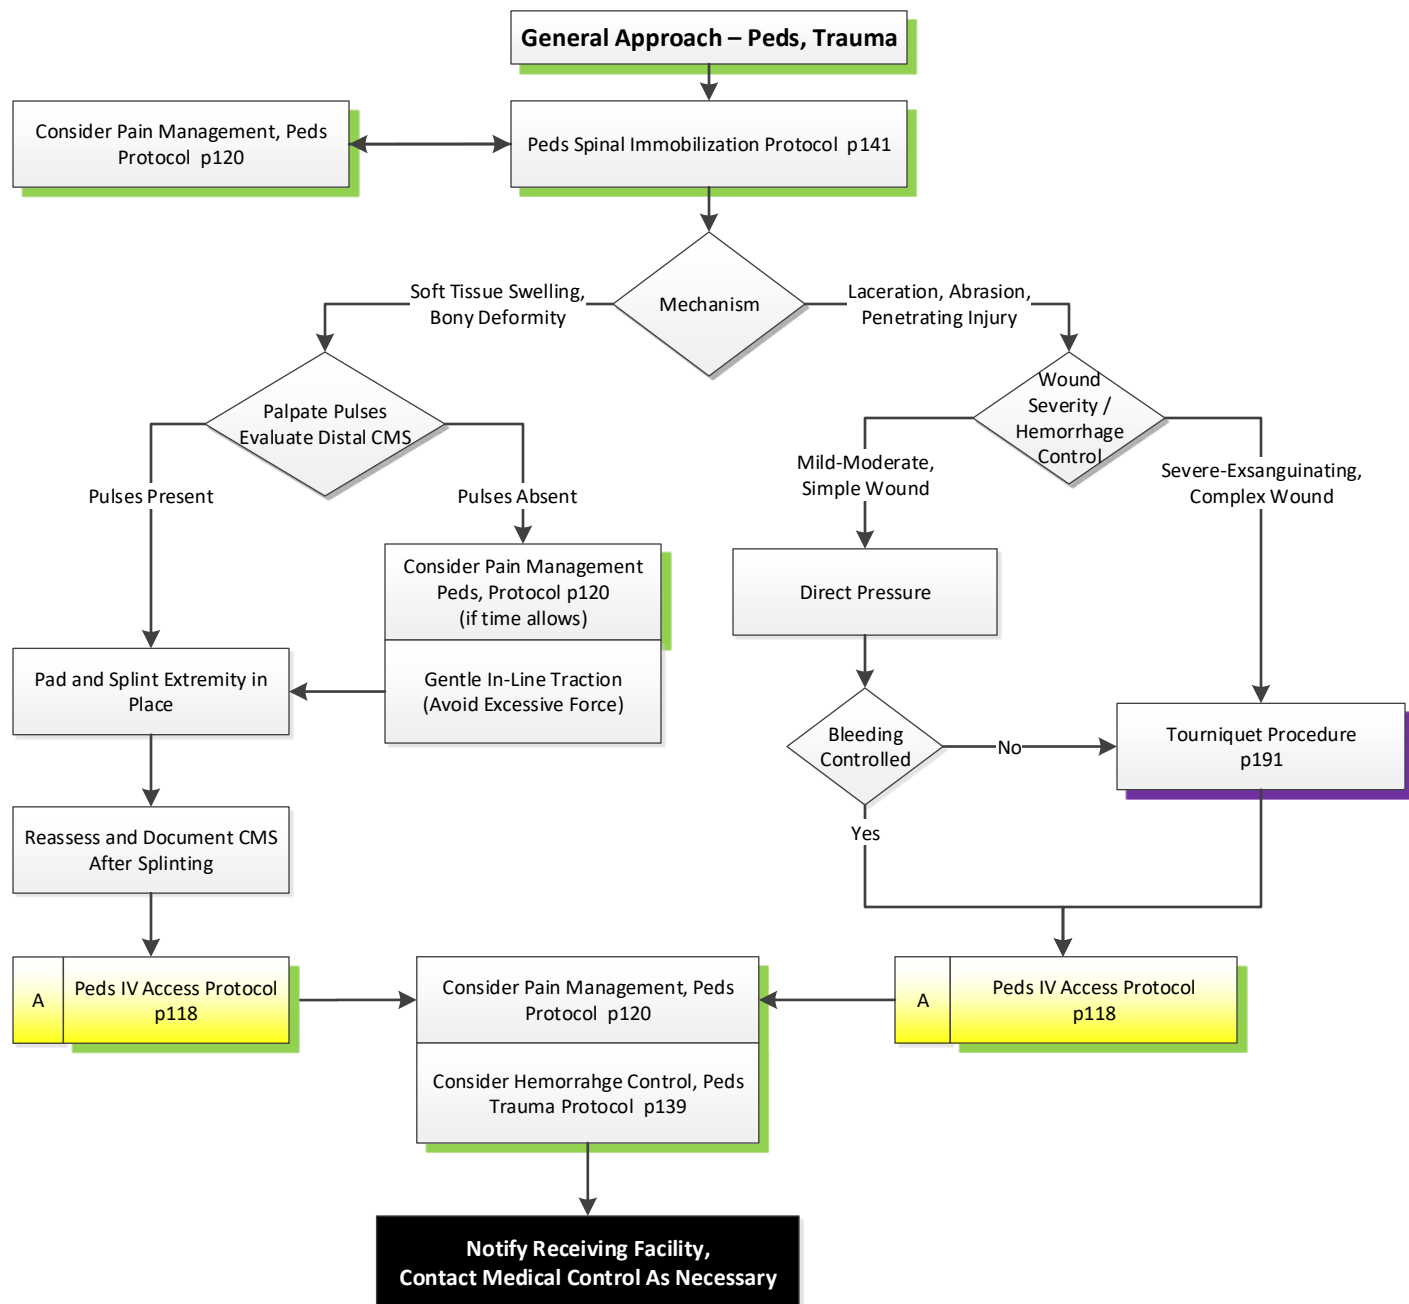 General Approach – Peds, Trauma
Consider Pain Management, Peds
Protocol p120
Peds Spinal Immobilization Protocol p141
Mechanism
Soft Tissue Swelling,
Bony Deformity
Laceration, Abrasion,
Penetrating Injury
Palpate Pulses
Evaluate Distal CMS
Wound
Severity /
Hemorrhage
Control
Pulses Present
Pulses Absent
Mild-Moderate,
Simple Wound
Severe-Exsanguinating,
Complex Wound
Consider Pain Management
Peds, Protocol p120
(if time allows)
Gentle In-Line Traction
(Avoid Excessive Force)
Direct Pressure
Pad and Splint Extremity in
Place
Bleeding
Controlled
No
Yes
Tourniquet Procedure
p191
Reassess and Document CMS
After Splinting
A
Peds IV Access Protocol
p118
Consider Pain Management, Peds
Protocol p120
Consider Hemorrahge Control, Peds
Trauma Protocol p139
A
Peds IV Access Protocol
p118
Notify Receiving Facility,
Contact Medical Control As Necessary